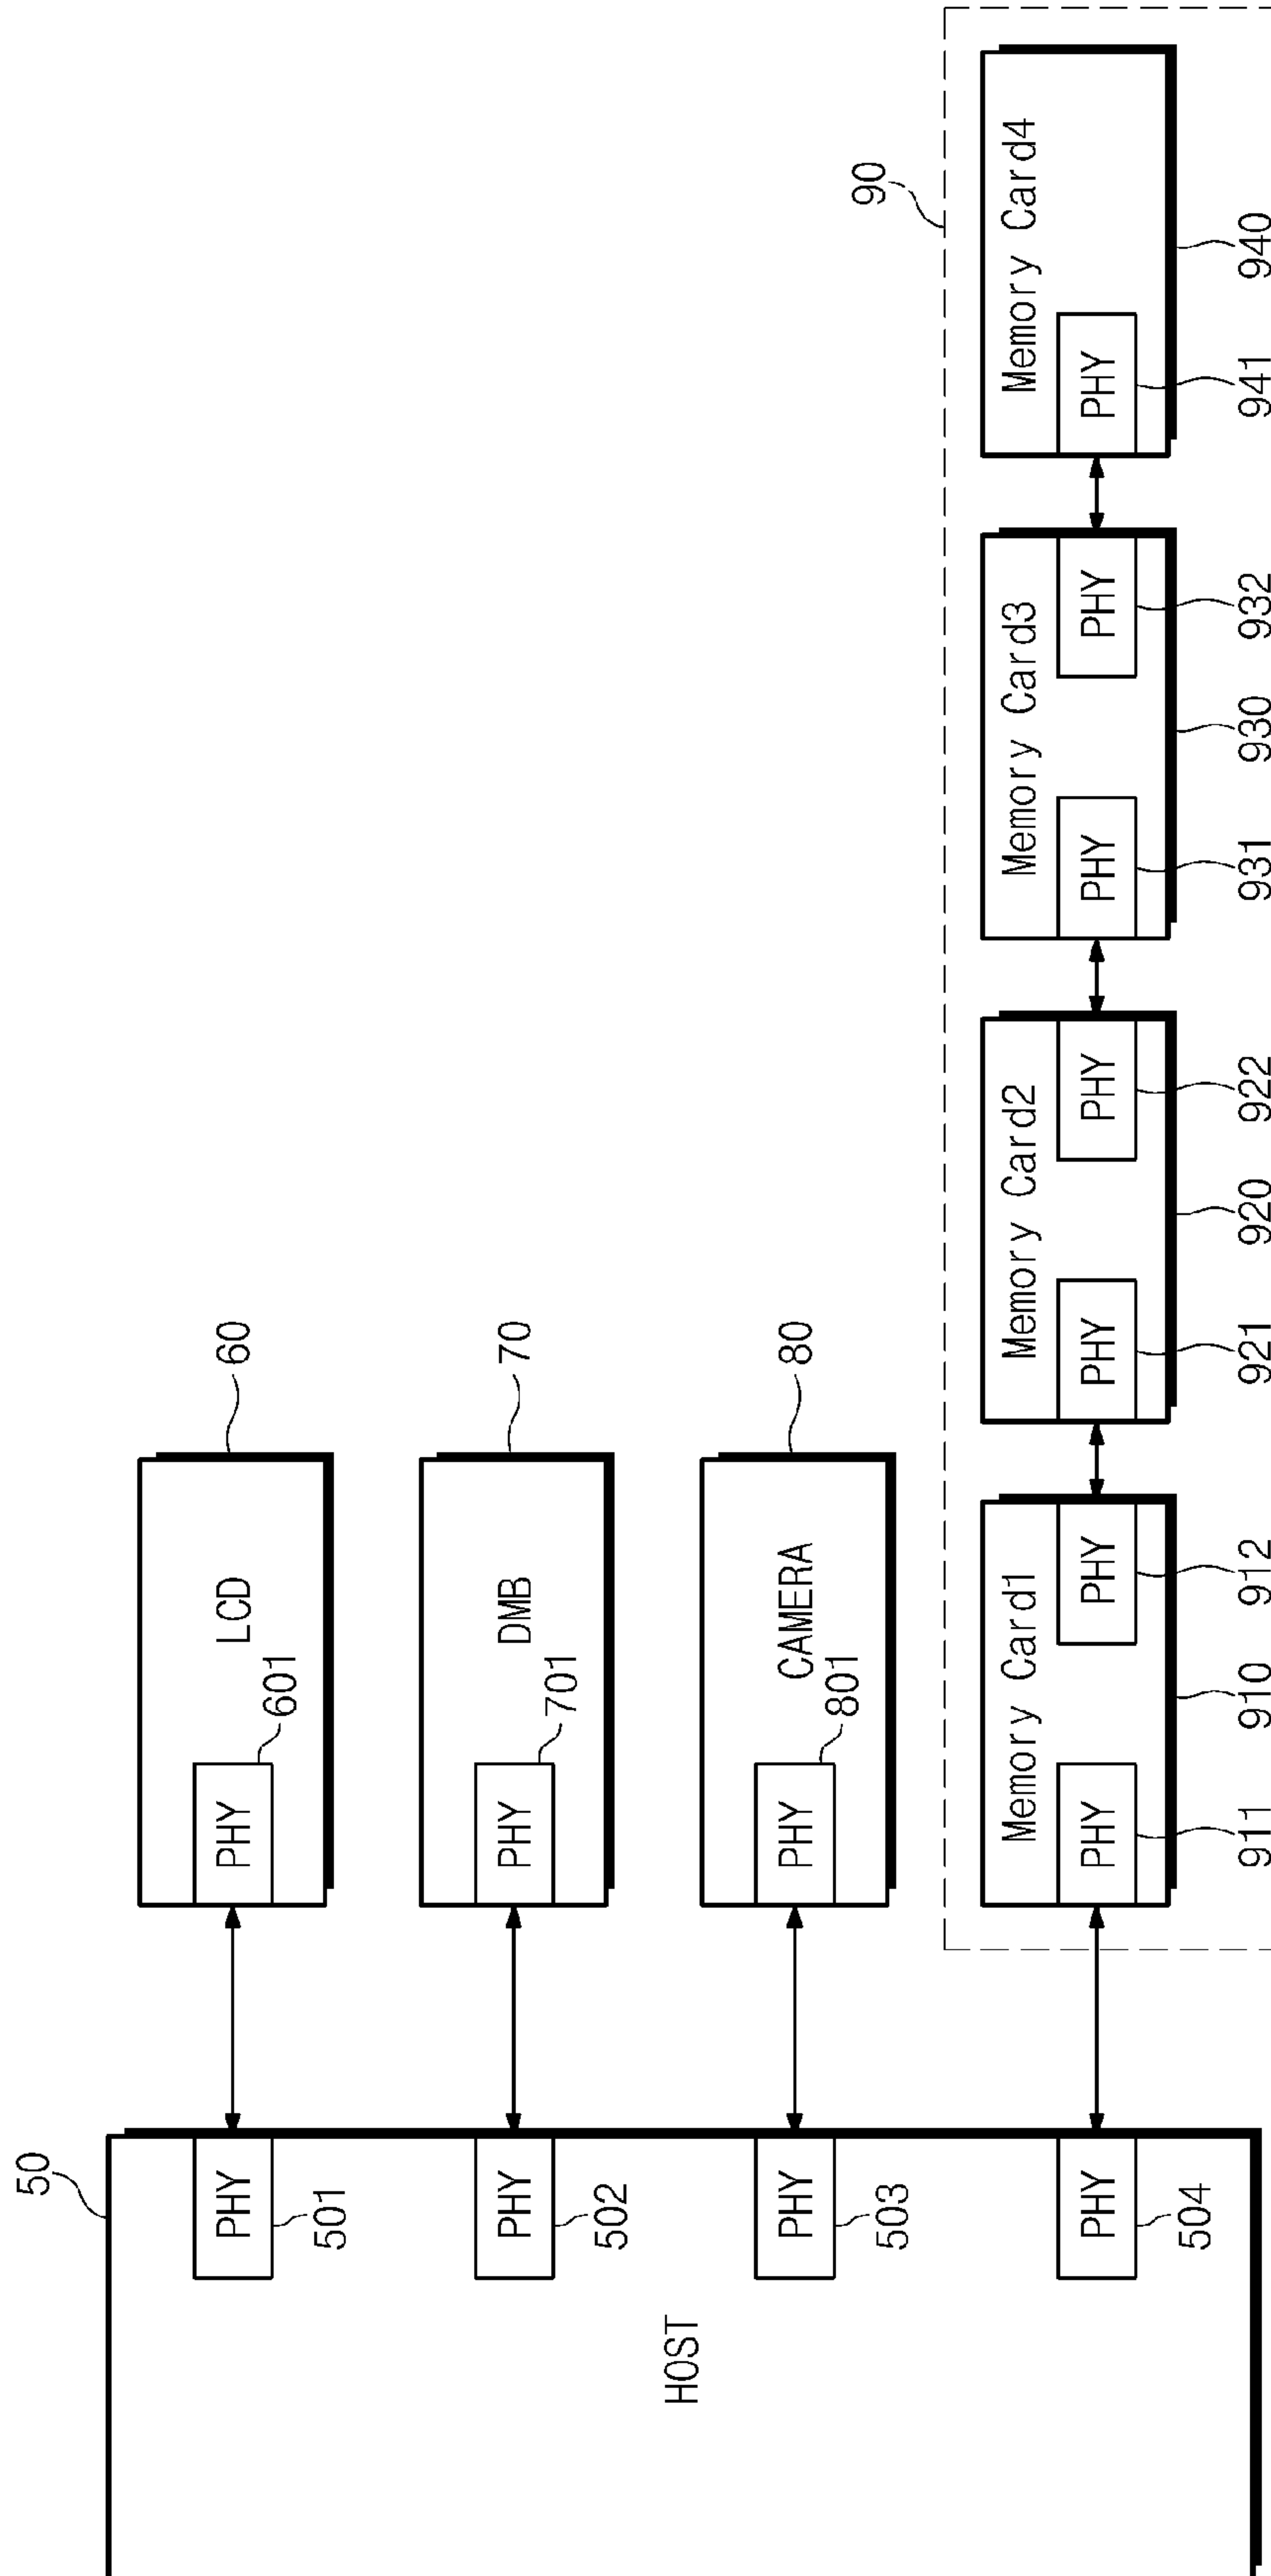 50
HOST
PHY
501
PHY
502
PHY
503
PHY
504
LCD
PHY
601
60
DMB
PHY
701
70
CAMERA
PHY
801
80
90
Memory Card1
PHY
PHY
911
910
912
Memory Card2
PHY
PHY
921
920
922
Memory Card3
PHY
PHY
931
930
932
Memory Card4
PHY
941
940